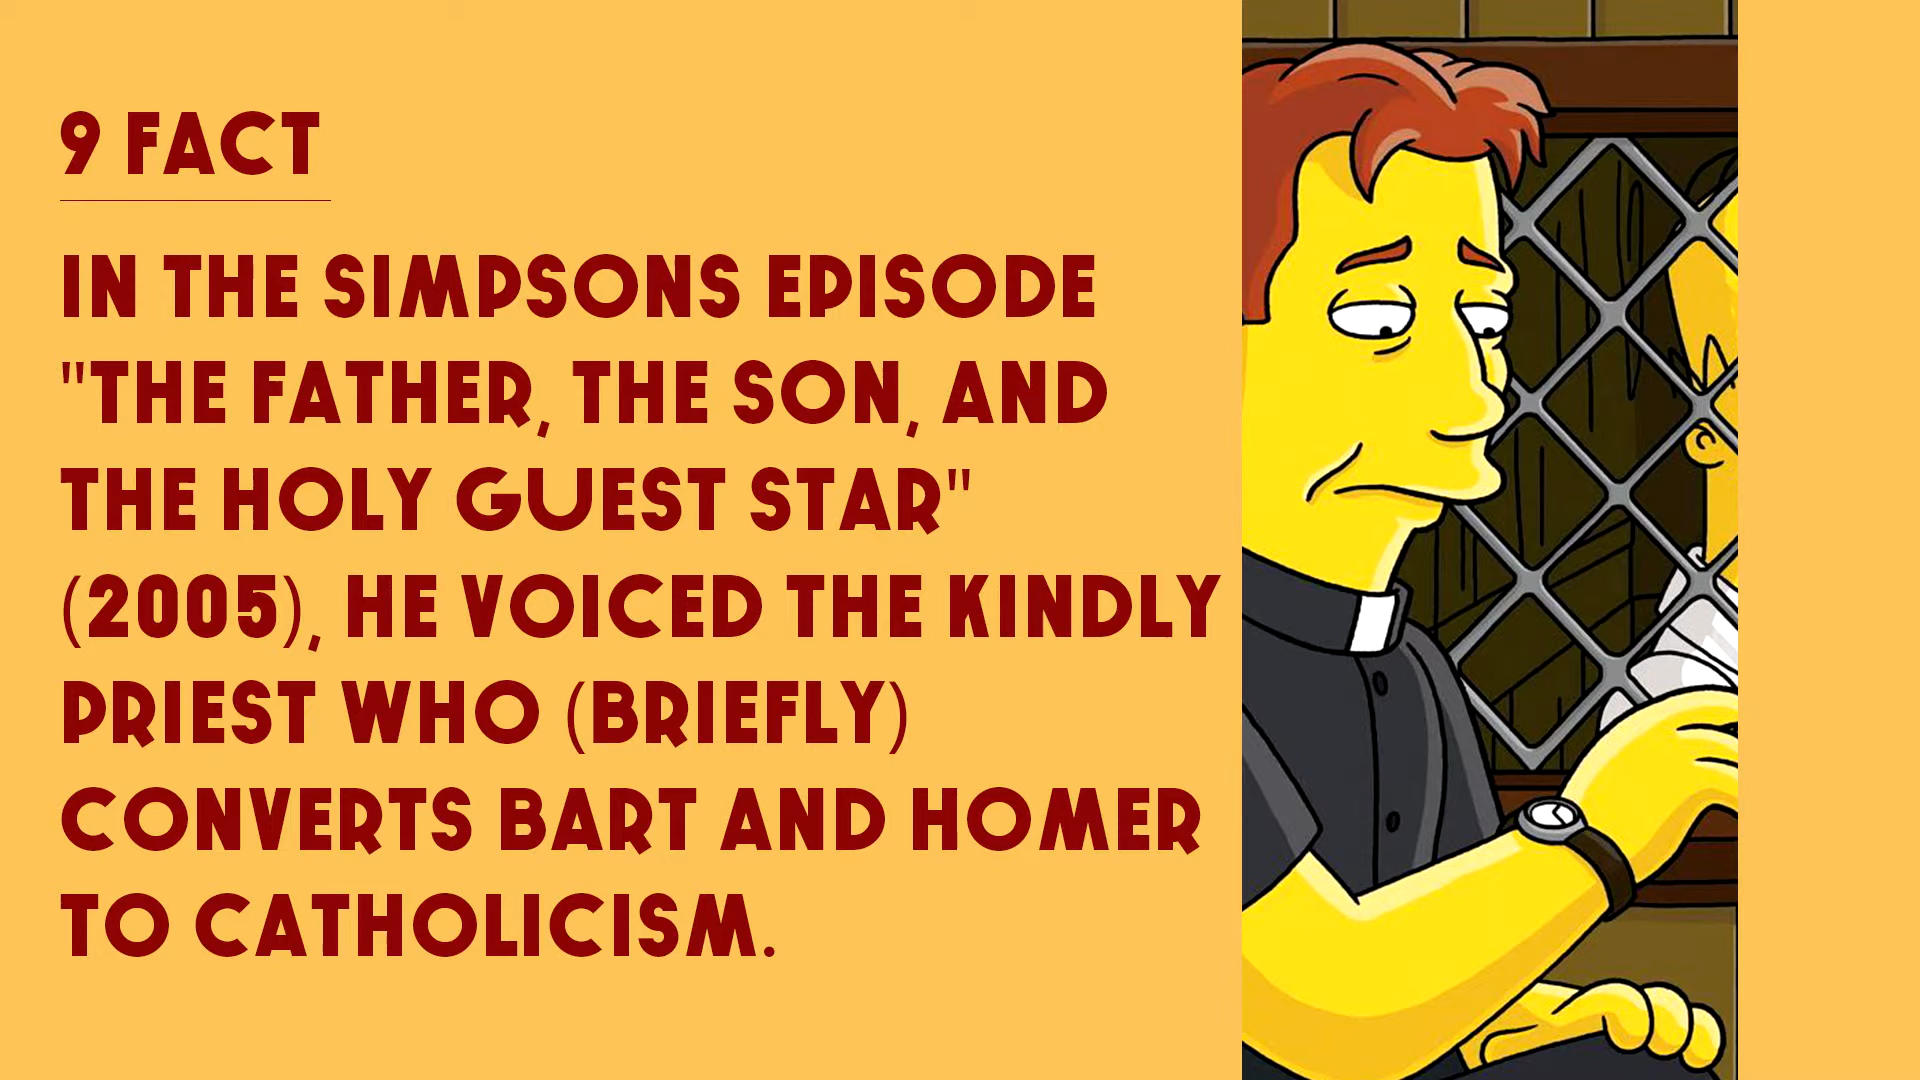 9 FACT
IN THE SIMPSONS EPISODE
"THE FATHER, THE SON, AND
THE HOLY GUEST STAR"
(2005), HE VOICED THE KINDLY
PRIEST WHO (BRIEFLY)
CONVERTS BART AND HOMER
TO CATHOLICISM.